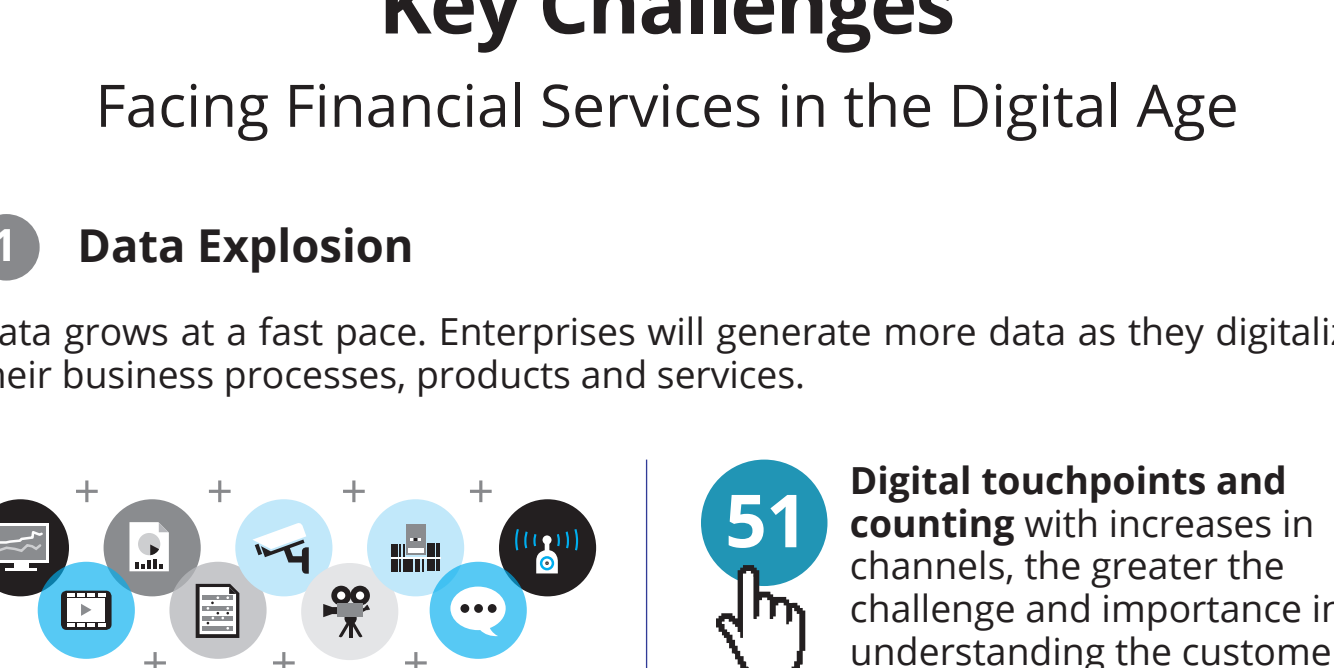 Key Challenges
Facing Financial Services in the Digital Age
1 Data Explosion
ata grows at a fast pace. Enterprises will generate more data as they digitaliz
heir business processes, products and services.
51
Digital touchpoints and
counting with increases in
channels, the greater the
challenge and importance in
understanding the custome